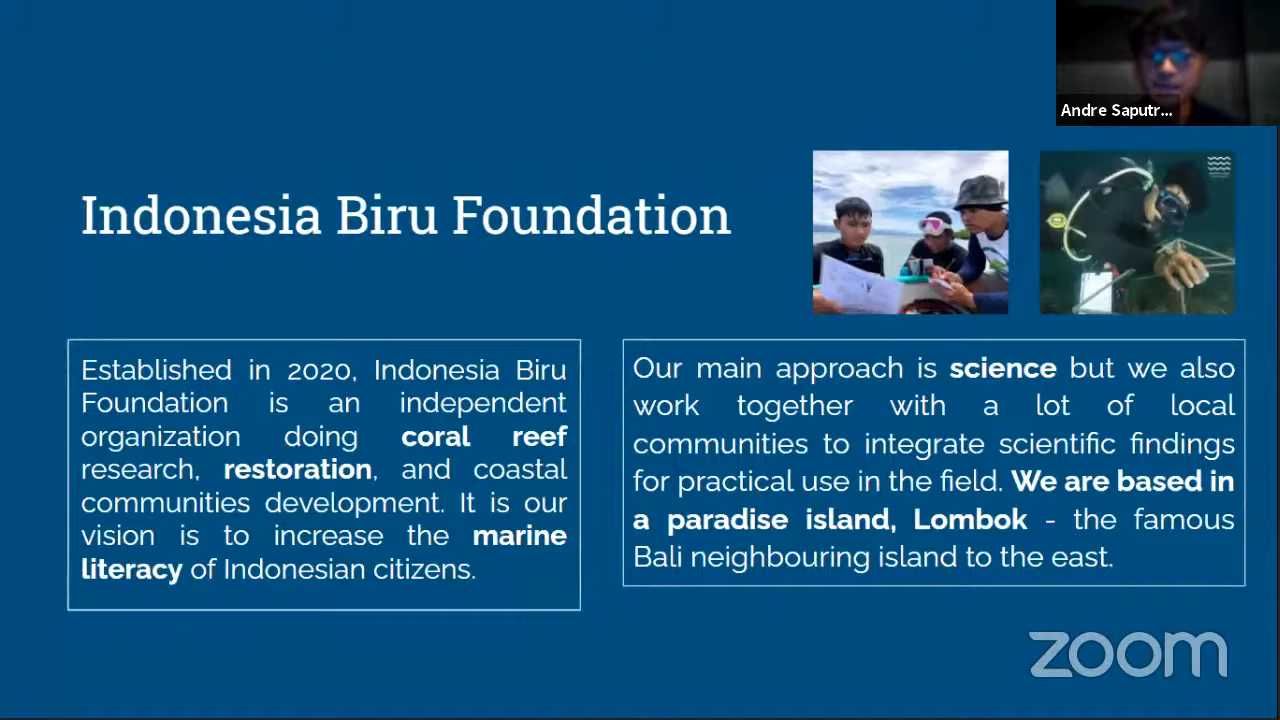 Andre Saputr...
Indonesia Biru Foundation
Established in 2020, Indonesia Biru
Foundation is an independent
organization doing coral reef
research, restoration, and coastal
communities development. It is our
vision is to increase the marine
literacy of Indonesian citizens.
Our main approach is science but we also
work together with a lot of local
communities to integrate scientific findings
for practical use in the field. We are based in
a paradise island, Lombok - the famous
Bali neighbouring island to the east.
zoom